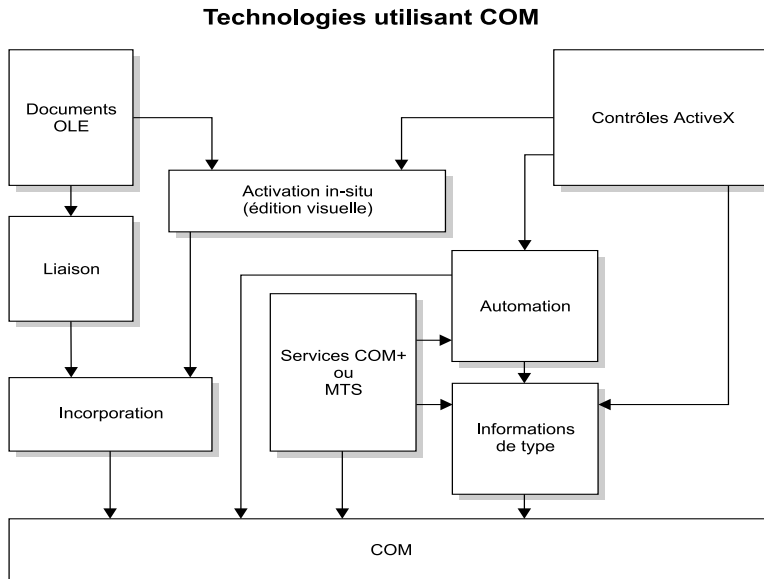 Technologies utilisant COM
Documents
OLE
Contrôles ActiveX
Activation in-situ
(édition visuelle)
Liaison
Automation
Services COM+
ou
MTS
Incorporation
Informations
de type
COM